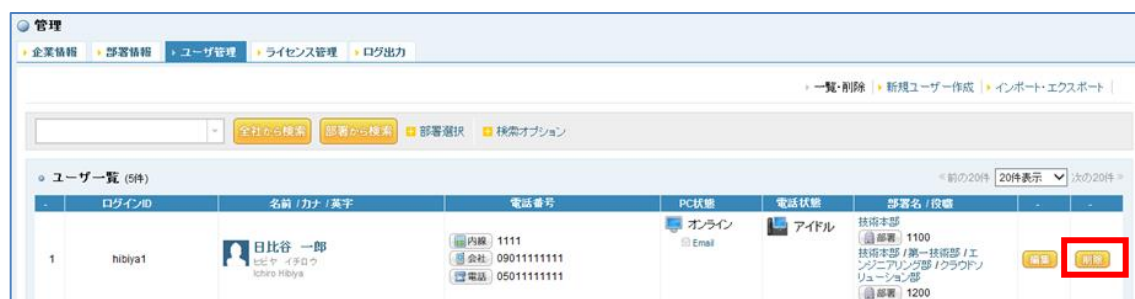 管理
企業情報 部署情報 ユーザ管理 ライセンス管理 ログ出力
一覧・削除 新規ユーザー作成 インポート・エクスポート
全社から検索 部署から検索 部署選択 検索オプション
ユーザ一覧 (5件) «前の20件 20件表示 次の20件»
- ログインID 名前 / カナ / 英字 電話番号 PC状態 電話状態 部署名 / 役職 - -
1 hibiya1 日比谷 一郎
ヒビヤ イチロウ
Ichiro Hibiya
内線 1111
会社 09011111111
電話 05011111111
オンライン
Email
アイドル
技術本部
部署 1100
技術本部 / 第一技術部 / エ
ンジニアリング部 / クラウドソ
リューション部
部署 1200
編集 削除